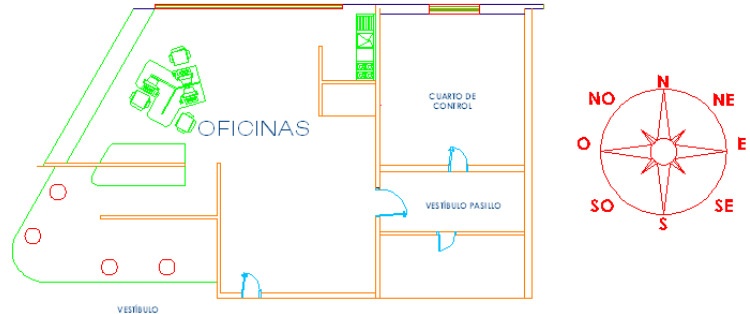 OFICINAS
CUARTO DE
CONTROL
VESTÍBULO PASILLO
VESTÍBULO
N
NO
NE
O
E
SO
SE
S